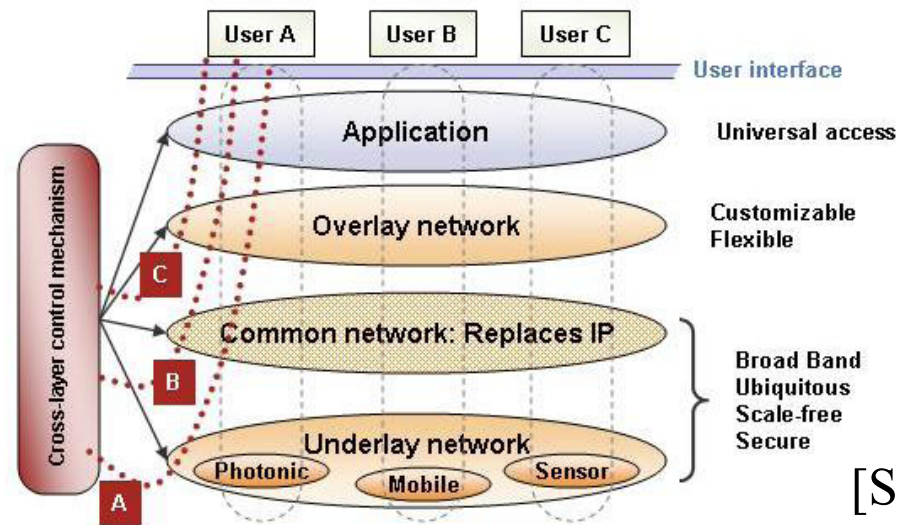 User A
User B
User C
User interface
Application
Universal access
Cross-layer control mechanism
Overlay network
Customizable
Flexible
C
Common network: Replaces IP
B
Broad Band
Ubiquitous
Scale-free
Secure
Underlay network
Photonic
Mobile
Sensor
A
[S